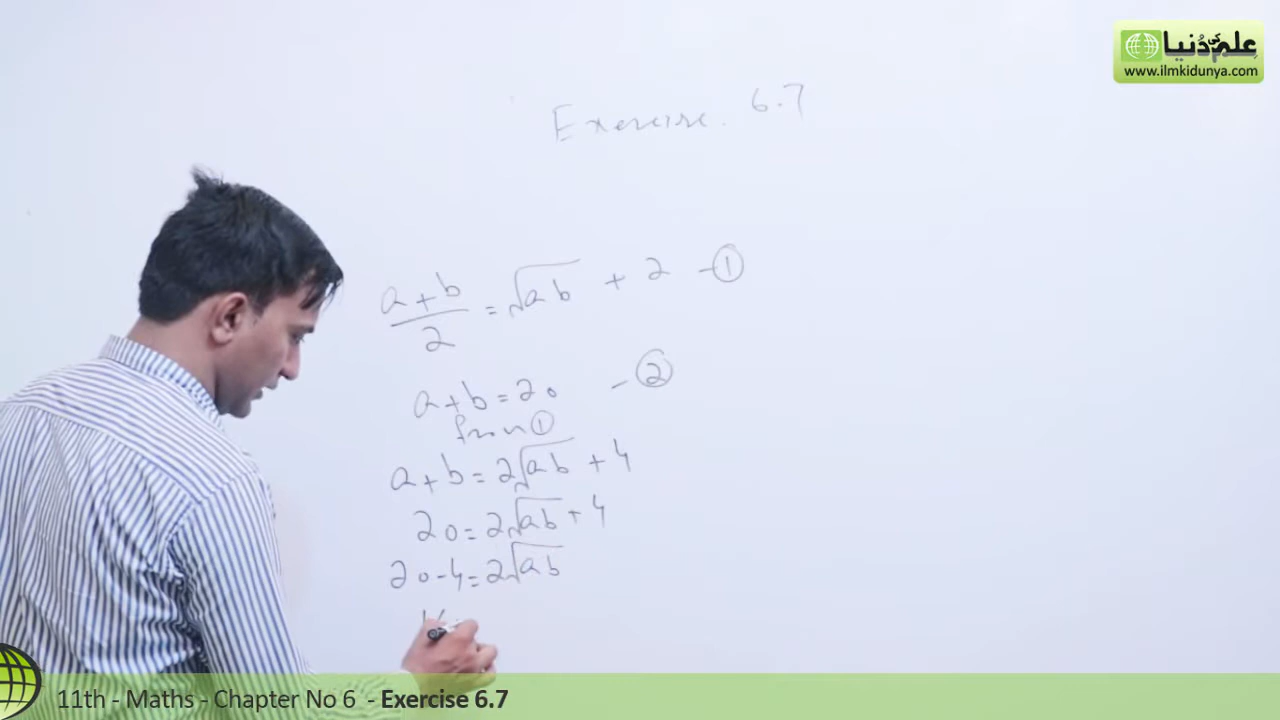 علم کی دُنیا
www.ilmkidunya.com
Exercise. 6.7
a+b/2 = √ab + 2 - ①
a+b=20 - ②
from ①
a+b=2√ab+4
20=2√ab+4
20-4=2√ab
11th - Maths - Chapter No 6 - Exercise 6.7